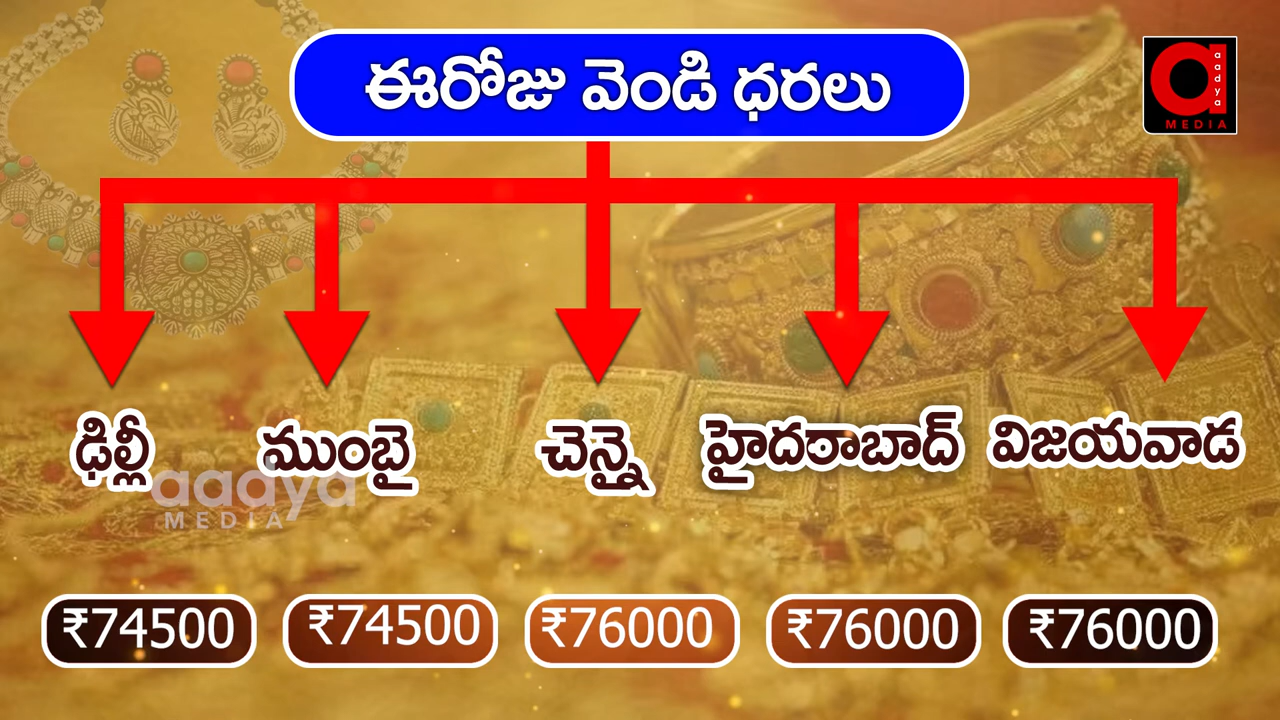 ఈరోజు వెండి ధరలు
a
aadya
MEDIA
ఢిల్లీ ముంబై చెన్నై హైదరాబాద్ విజయవాడ
aadya
MEDIA
₹74500 ₹74500 ₹76000 ₹76000 ₹76000